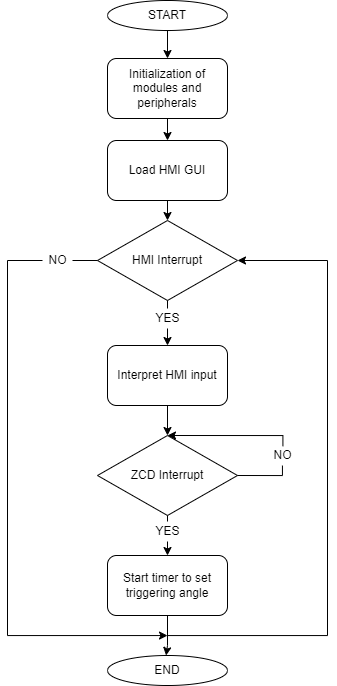 START
Initialization of
modules and
peripherals
Load HMI GUI
HMI Interrupt
NO
YES
Interpret HMI input
ZCD Interrupt
NO
YES
Start timer to set
triggering angle
END